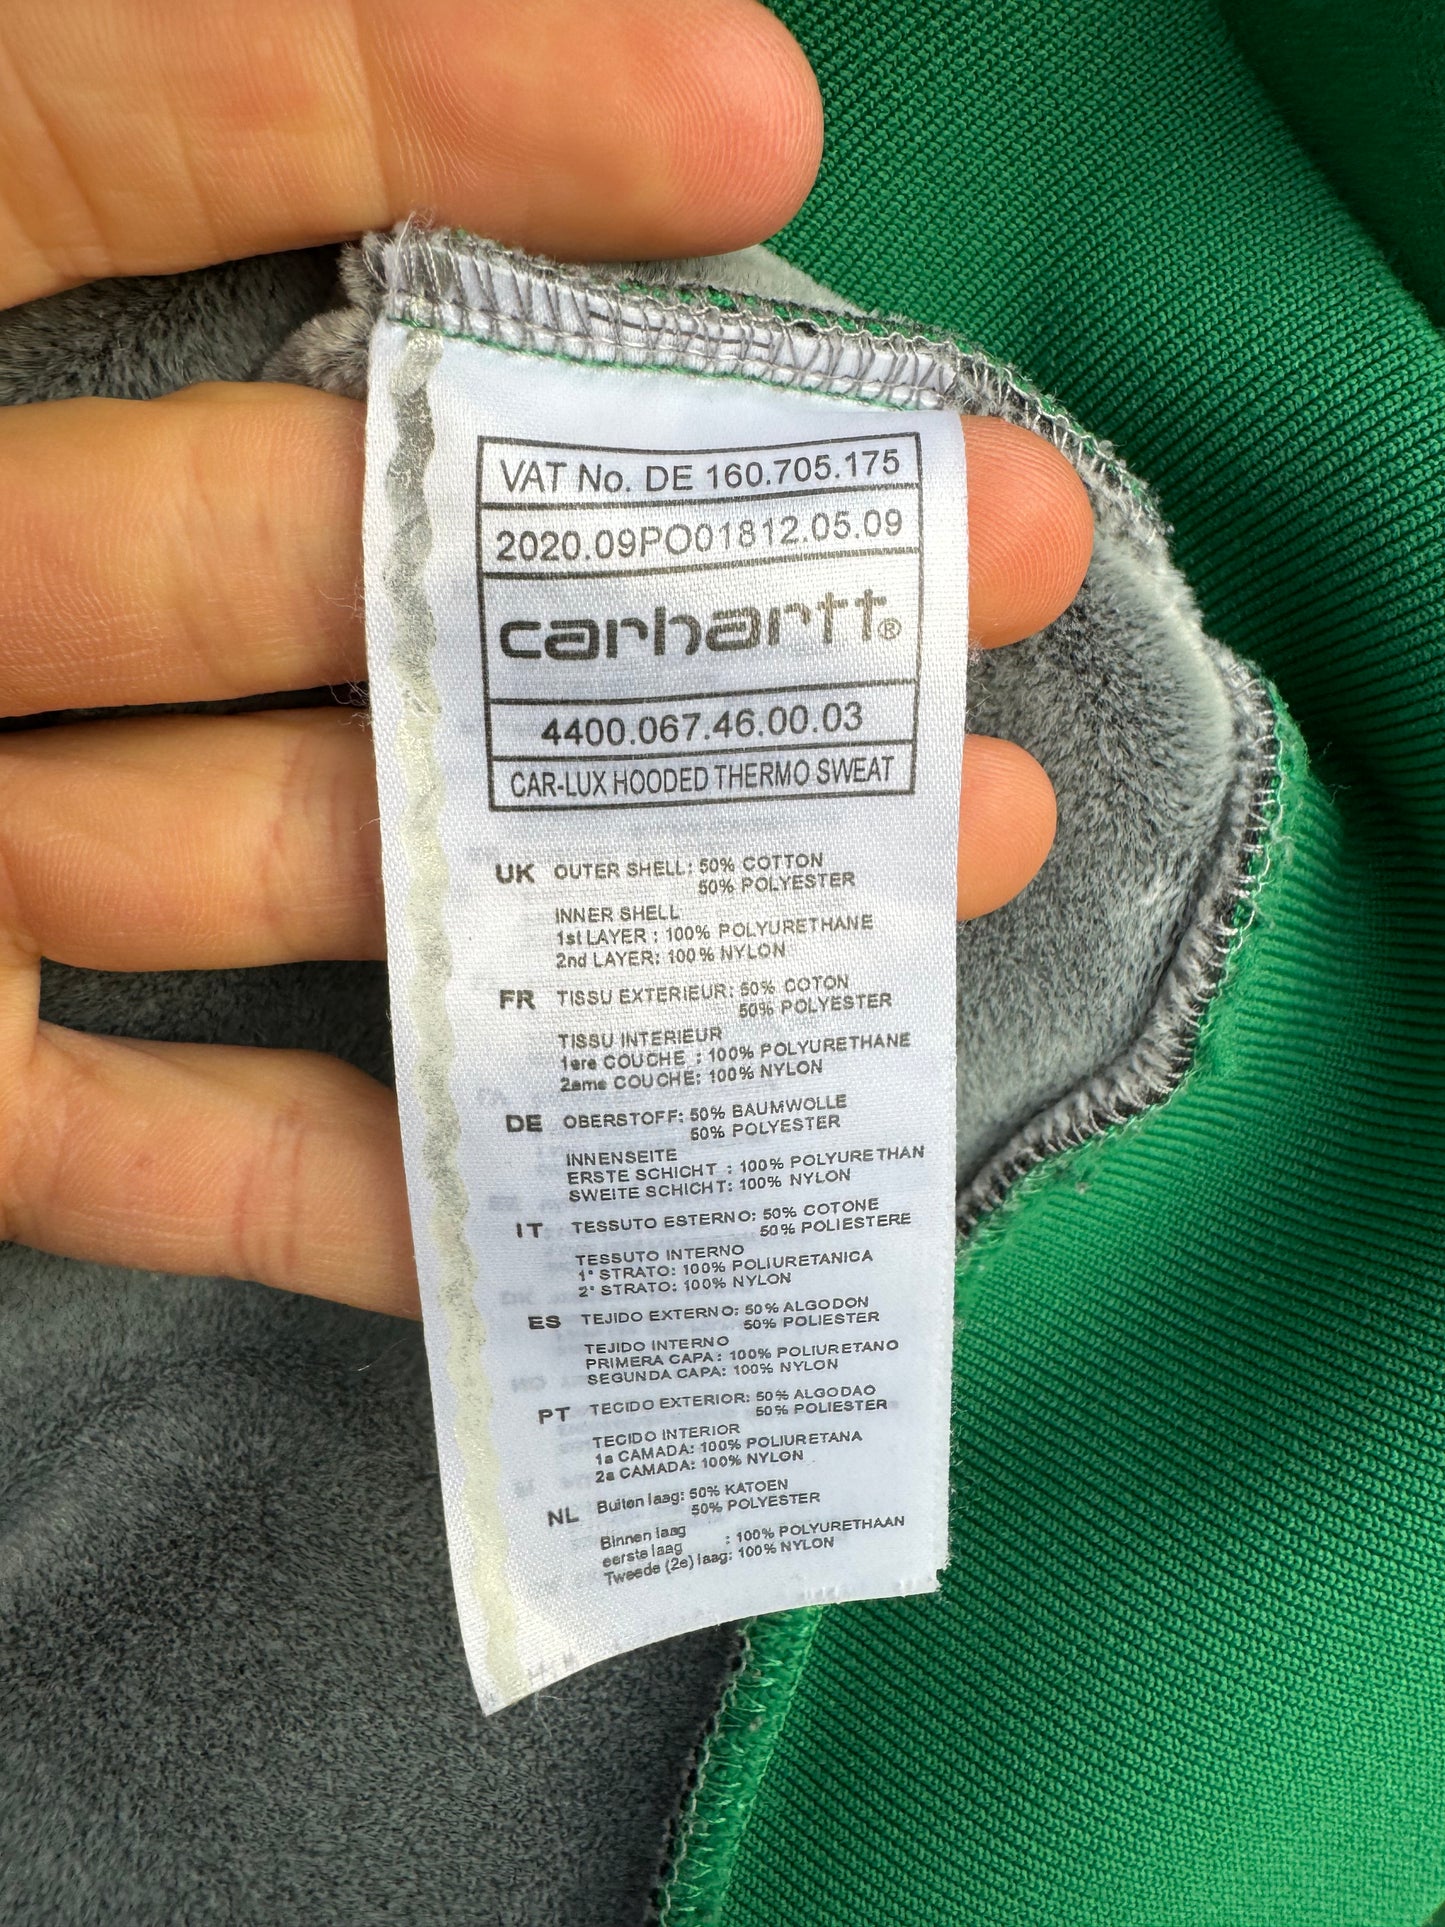 VAT No. DE 160.705.175
2020.09PO01812.05.09
carhartt®
4400.067.46.00.03
CAR-LUX HOODED THERMO SWEAT
UK OUTER SHELL: 50% COTTON
50% POLYESTER
INNER SHELL
1st LAYER : 100% POLYURETHANE
2nd LAYER: 100% NYLON
FR TISSU EXTERIEUR: 50% COTON
50% POLYESTER
TISSU INTERIEUR
1ere COUCHE : 100% POLYURETHANE
2eme COUCHE: 100% NYLON
DE OBERSTOFF: 50% BAUMWOLLE
50% POLYESTER
INNENSEITE
ERSTE SCHICHT : 100% POLYURETHAN
SWEITE SCHICHT: 100% NYLON
IT TESSUTO ESTERNO: 50% COTONE
50% POLIESTERE
TESSUTO INTERNO
1° STRATO: 100% POLIURETANICA
2° STRATO: 100% NYLON
ES TEJIDO EXTERNO: 50% ALGODON
50% POLIESTER
TEJIDO INTERNO
PRIMERA CAPA : 100% POLIURETANO
SEGUNDA CAPA: 100% NYLON
PT TECIDO EXTERIOR: 50% ALGODAO
50% POLIESTER
TECIDO INTERIOR
1a CAMADA: 100% POLIURETANA
2a CAMADA: 100% NYLON
NL Buiten laag: 50% KATOEN
50% POLYESTER
Binnen laag
eerste laag : 100% POLYURETHAAN
Tweede (2e) laag: 100% NYLON